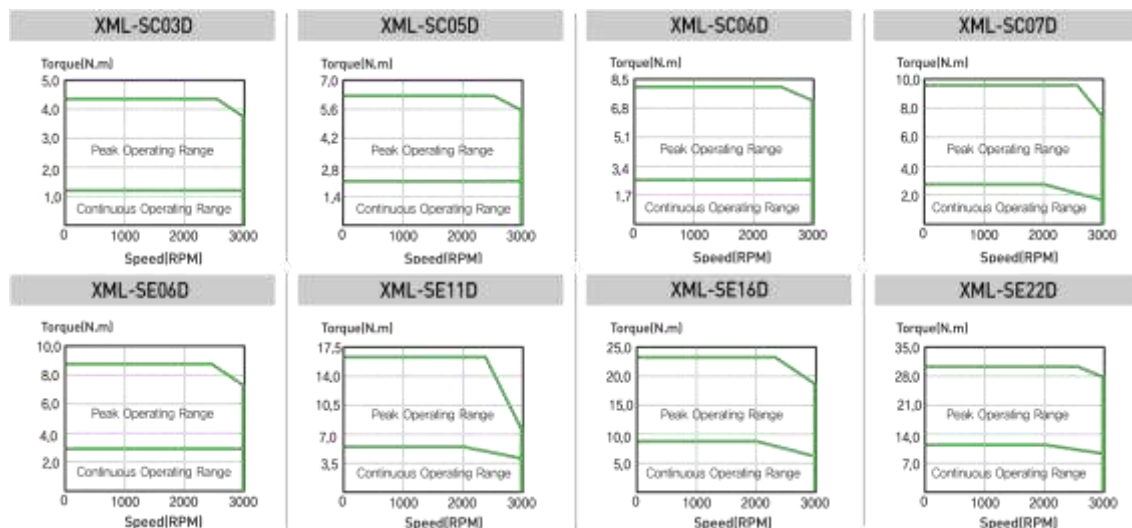 XML-SC03D
Torque(N.m)
5,0
4,0
3,0
2,0
1,0
Peak Operating Range
Continuous Operating Range
0 1000 2000 3000
Speed(RPM)
XML-SC05D
Torque(N.m)
7,0
5,6
4,2
2,8
1,4
Peak Operating Range
Continuous Operating Range
0 1000 2000 3000
Speed(RPM)
XML-SC06D
Torque(N.m)
8,5
6,8
5,1
3,4
1,7
Peak Operating Range
Continuous Operating Range
0 1000 2000 3000
Speed(RPM)
XML-SC07D
Torque(N.m)
10,0
8,0
6,0
4,0
2,0
Peak Operating Range
Continuous Operating Range
0 1000 2000 3000
Speed(RPM)
XML-SE06D
Torque(N.m)
10,0
8,0
6,0
4,0
2,0
Peak Operating Range
Continuous Operating Range
0 1000 2000 3000
Speed(RPM)
XML-SE11D
Torque(N.m)
17,5
14,0
10,5
7,0
3,5
Peak Operating Range
Continuous Operating Range
0 1000 2000 3000
Speed(RPM)
XML-SE16D
Torque(N.m)
25,0
20,0
15,0
10,0
5,0
Peak Operating Range
Continuous Operating Range
0 1000 2000 3000
Speed(RPM)
XML-SE22D
Torque(N.m)
35,0
28,0
21,0
14,0
7,0
Peak Operating Range
Continuous Operating Range
0 1000 2000 3000
Speed(RPM)